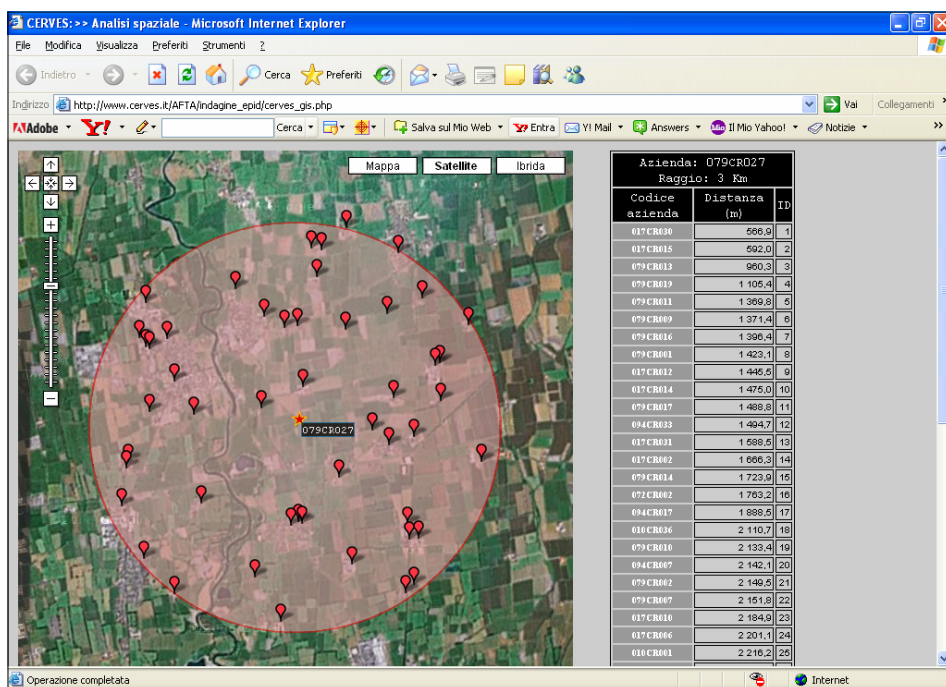 CERVES: >> Analisi spaziale - Microsoft Internet Explorer
File Modifica Visualizza Preferiti Strumenti ?
Indietro Cerca Preferiti
Indirizzo http://www.cerves.it/AFTA/indagine_epid/cerves_gis.php Vai Collegamenti »
Adobe Y! Cerca Salva sul Mio Web Entra Y! Mail Answers Il Mio Yahoo! Notizie »
Mappa Satellite Ibrida
079CR027
Azienda: 079CR027
Raggio: 3 Km
Codice azienda Distanza (m) ID
017CR030 566,9 1
017CR015 592,0 2
079CR013 960,3 3
079CR019 1 105,4 4
079CR011 1 369,8 5
079CR009 1 371,4 6
079CR016 1 396,4 7
079CR001 1 423,1 8
017CR012 1 445,5 9
017CR014 1 475,0 10
079CR017 1 488,8 11
094CR033 1 494,7 12
017CR031 1 588,5 13
017CR002 1 666,3 14
079CR014 1 723,9 15
072CR002 1 763,2 16
094CR017 1 888,5 17
010CR036 2 110,7 18
079CR010 2 133,4 19
094CR007 2 142,1 20
079CR002 2 149,5 21
079CR007 2 151,8 22
017CR010 2 184,9 23
017CR006 2 201,1 24
010CR001 2 216,2 25
Operazione completata Internet